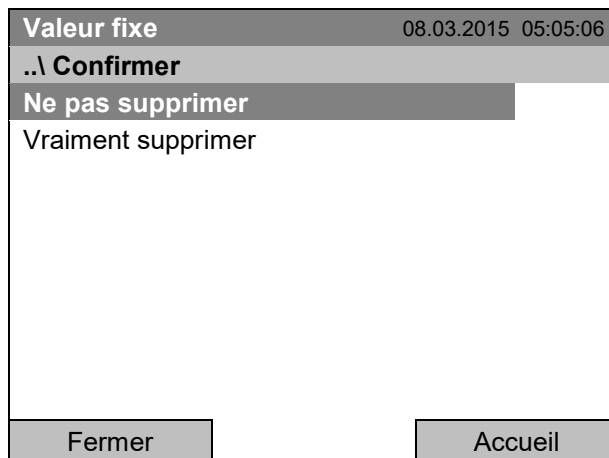 Valeur fixe 08.03.2015 05:05:06
..\ Confirmer
Ne pas supprimer
Vraiment supprimer
Fermer Accueil